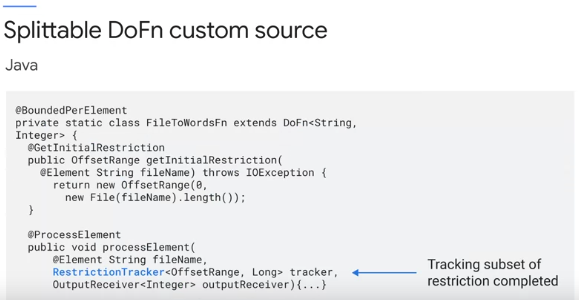 Splittable DoFn custom source
Java
@BoundedPerElement
private static class FileToWordsFn extends DoFn<String,
Integer> {
@GetInitialRestriction
public OffsetRange getInitialRestriction(
@Element String fileName) throws IOException {
return new OffsetRange(0,
new File(fileName).length());
}
@ProcessElement
public void processElement(
@Element String fileName,
RestrictionTracker<OffsetRange, Long> tracker,
OutputReceiver<Integer> outputReceiver){...}
Tracking subset of
restriction completed